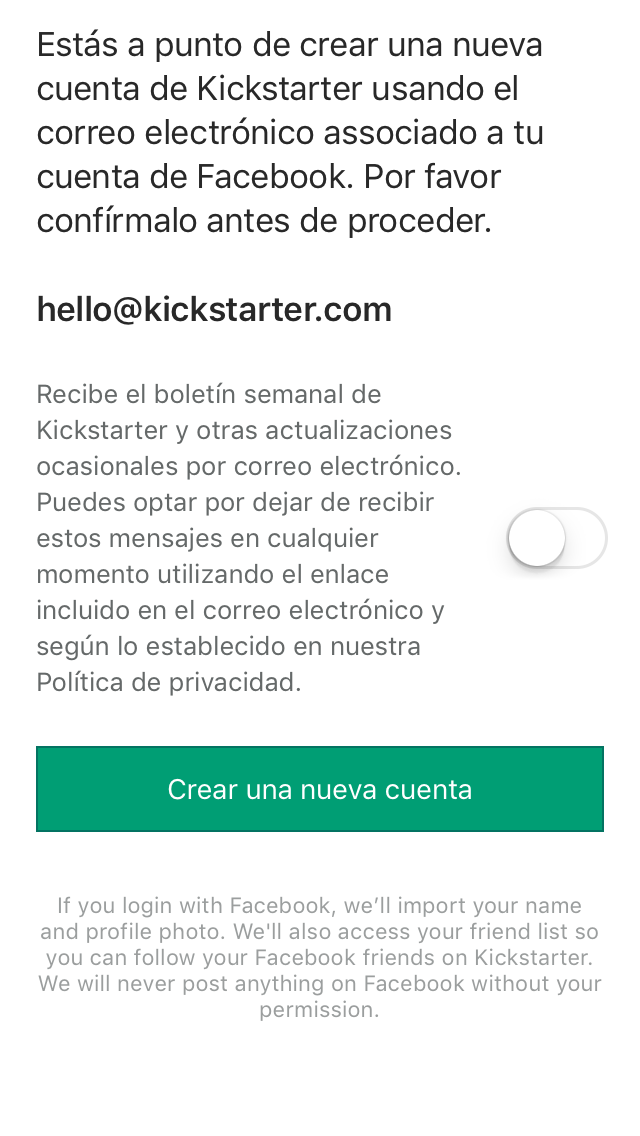 Estás a punto de crear una nueva
cuenta de Kickstarter usando el
correo electrónico associado a tu
cuenta de Facebook. Por favor
confírmalo antes de proceder.
hello@kickstarter.com
Recibe el boletín semanal de
Kickstarter y otras actualizaciones
ocasionales por correo electrónico.
Puedes optar por dejar de recibir
estos mensajes en cualquier
momento utilizando el enlace
incluido en el correo electrónico y
según lo establecido en nuestra
Política de privacidad.
Crear una nueva cuenta
If you login with Facebook, we’ll import your name
and profile photo. We'll also access your friend list so
you can follow your Facebook friends on Kickstarter.
We will never post anything on Facebook without your
permission.